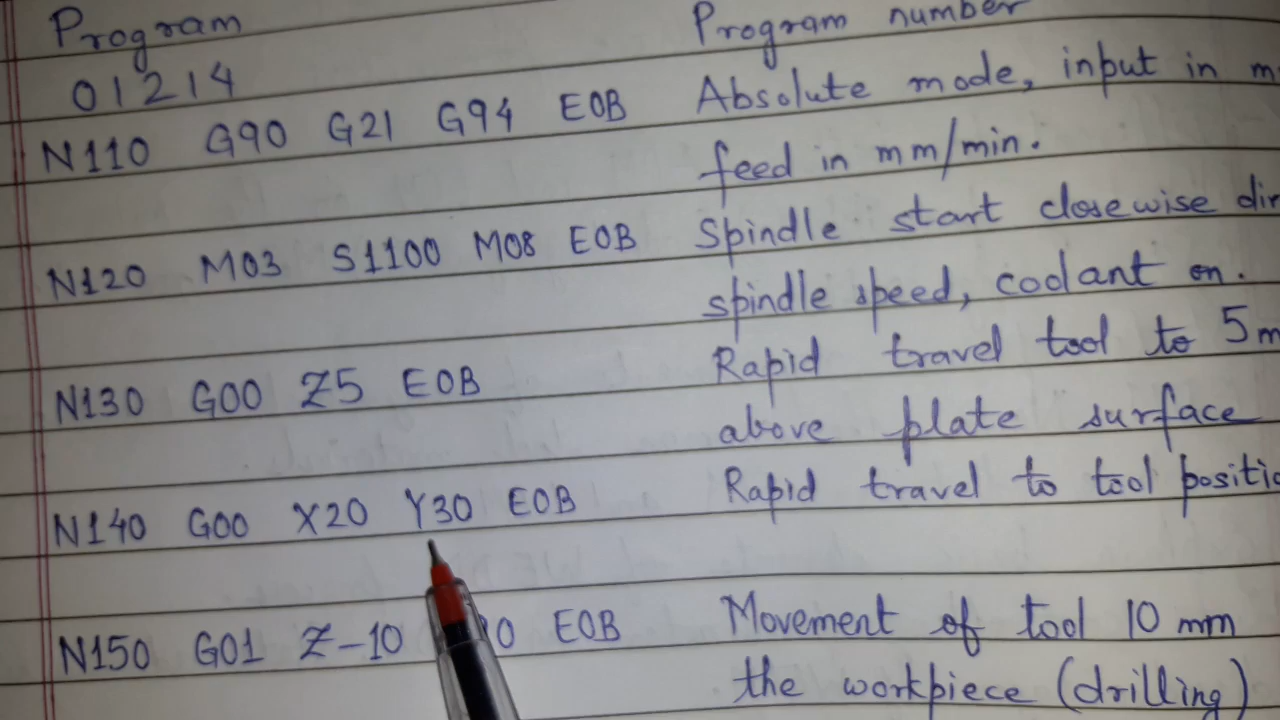 Program Program number
01214
N110 G90 G21 G94 EOB Absolute mode, input in
feed in mm/min.
N120 M03 S1100 M08 EOB Spindle start closewise
spindle speed, coolant on.
N130 G00 Z5 EOB Rapid travel tool to 5
above plate surface
N140 G00 X20 Y30 EOB Rapid travel to tool
N150 G01 Z-10 EOB Movement of tool 10 mm
the workpiece (drilling)